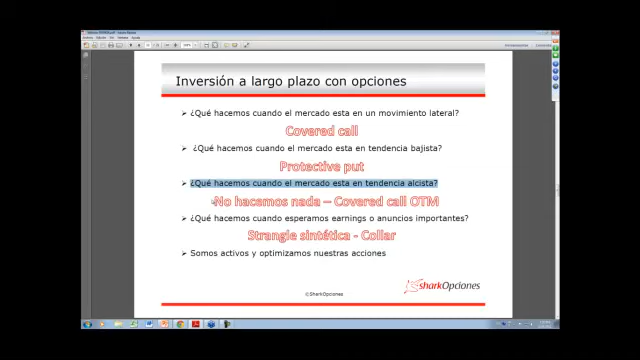 Inversión a largo plazo con opciones
➢ ¿Qué hacemos cuando el mercado esta en un movimiento lateral?
Covered call
➢ ¿Qué hacemos cuando el mercado esta en tendencia bajista?
Protective put
➢ ¿Qué hacemos cuando el mercado esta en tendencia alcista?
-No hacemos nada – Covered call OTM
➢ ¿Qué hacemos cuando esperamos earnings o anuncios importantes?
Strangle sintética - Collar
➢ Somos activos y optimizamos nuestras acciones
sharkOpciones
©SharkOpciones